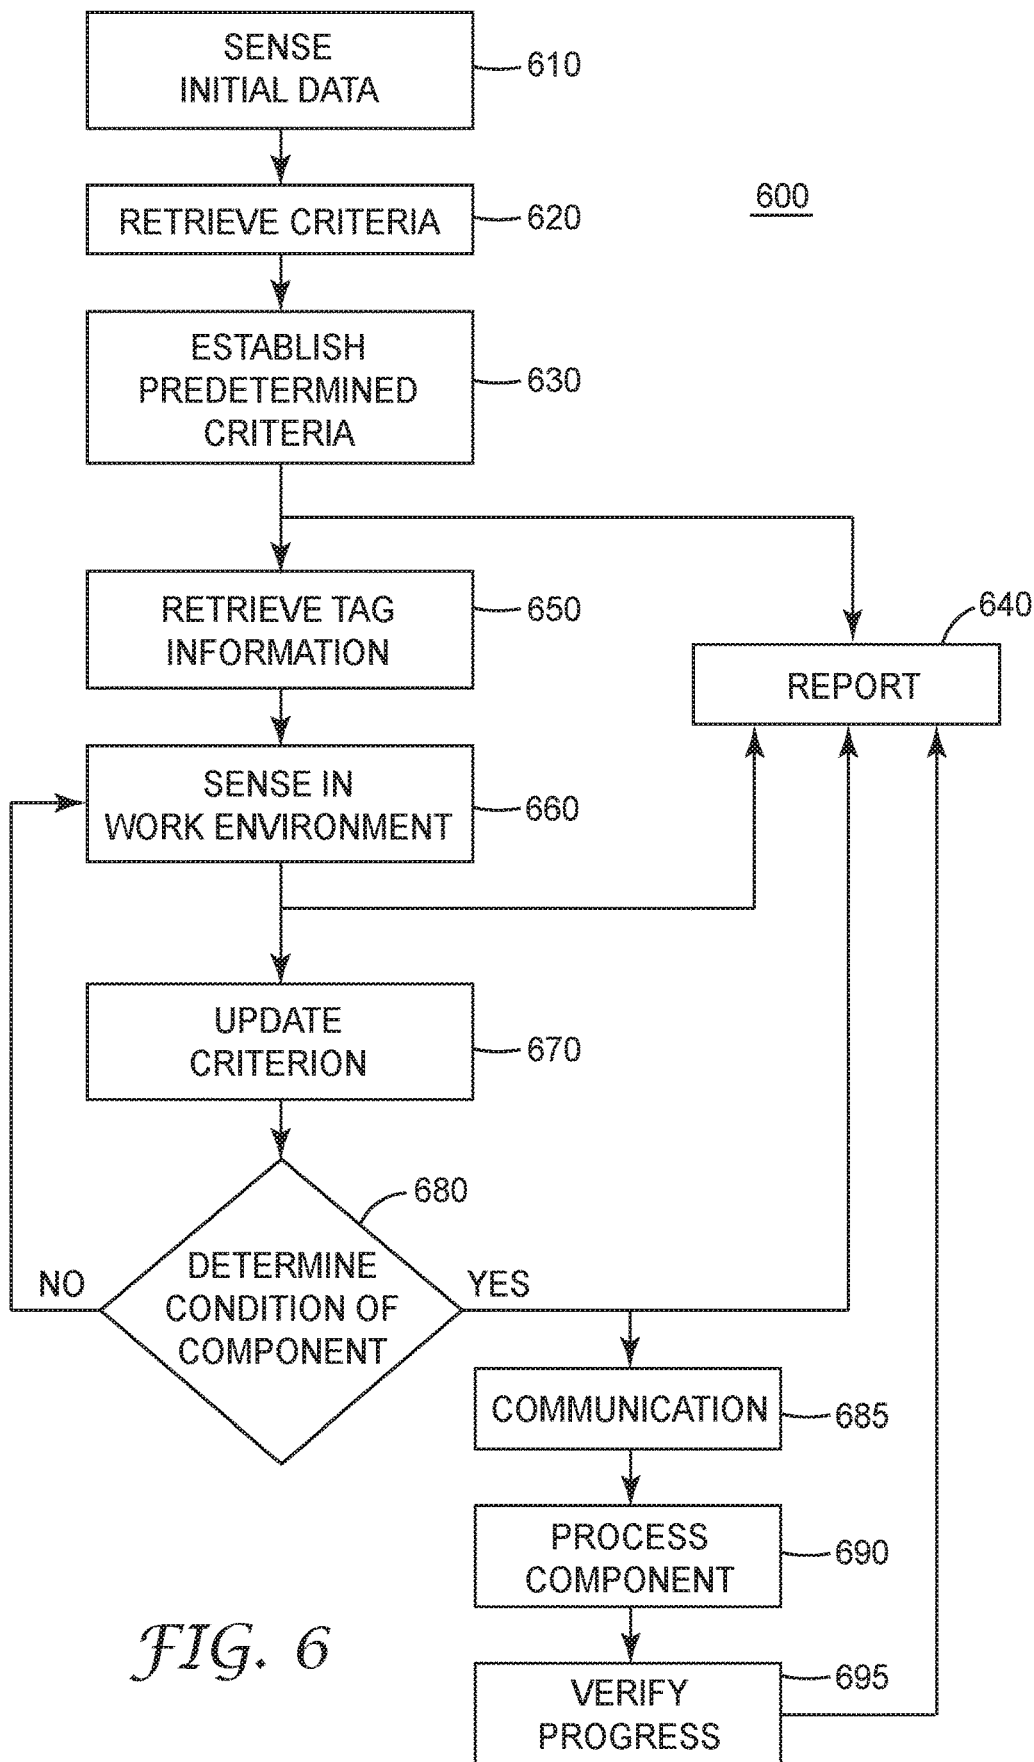 SENSE
INITIAL DATA
610
RETRIEVE CRITERIA
620
600
ESTABLISH
PREDETERMINED
CRITERIA
630
RETRIEVE TAG
INFORMATION
650
640
REPORT
SENSE IN
WORK ENVIRONMENT
660
UPDATE
CRITERION
670
680
DETERMINE
CONDITION OF
COMPONENT
NO
YES
COMMUNICATION
685
PROCESS
COMPONENT
690
VERIFY
PROGRESS
695
FIG. 6